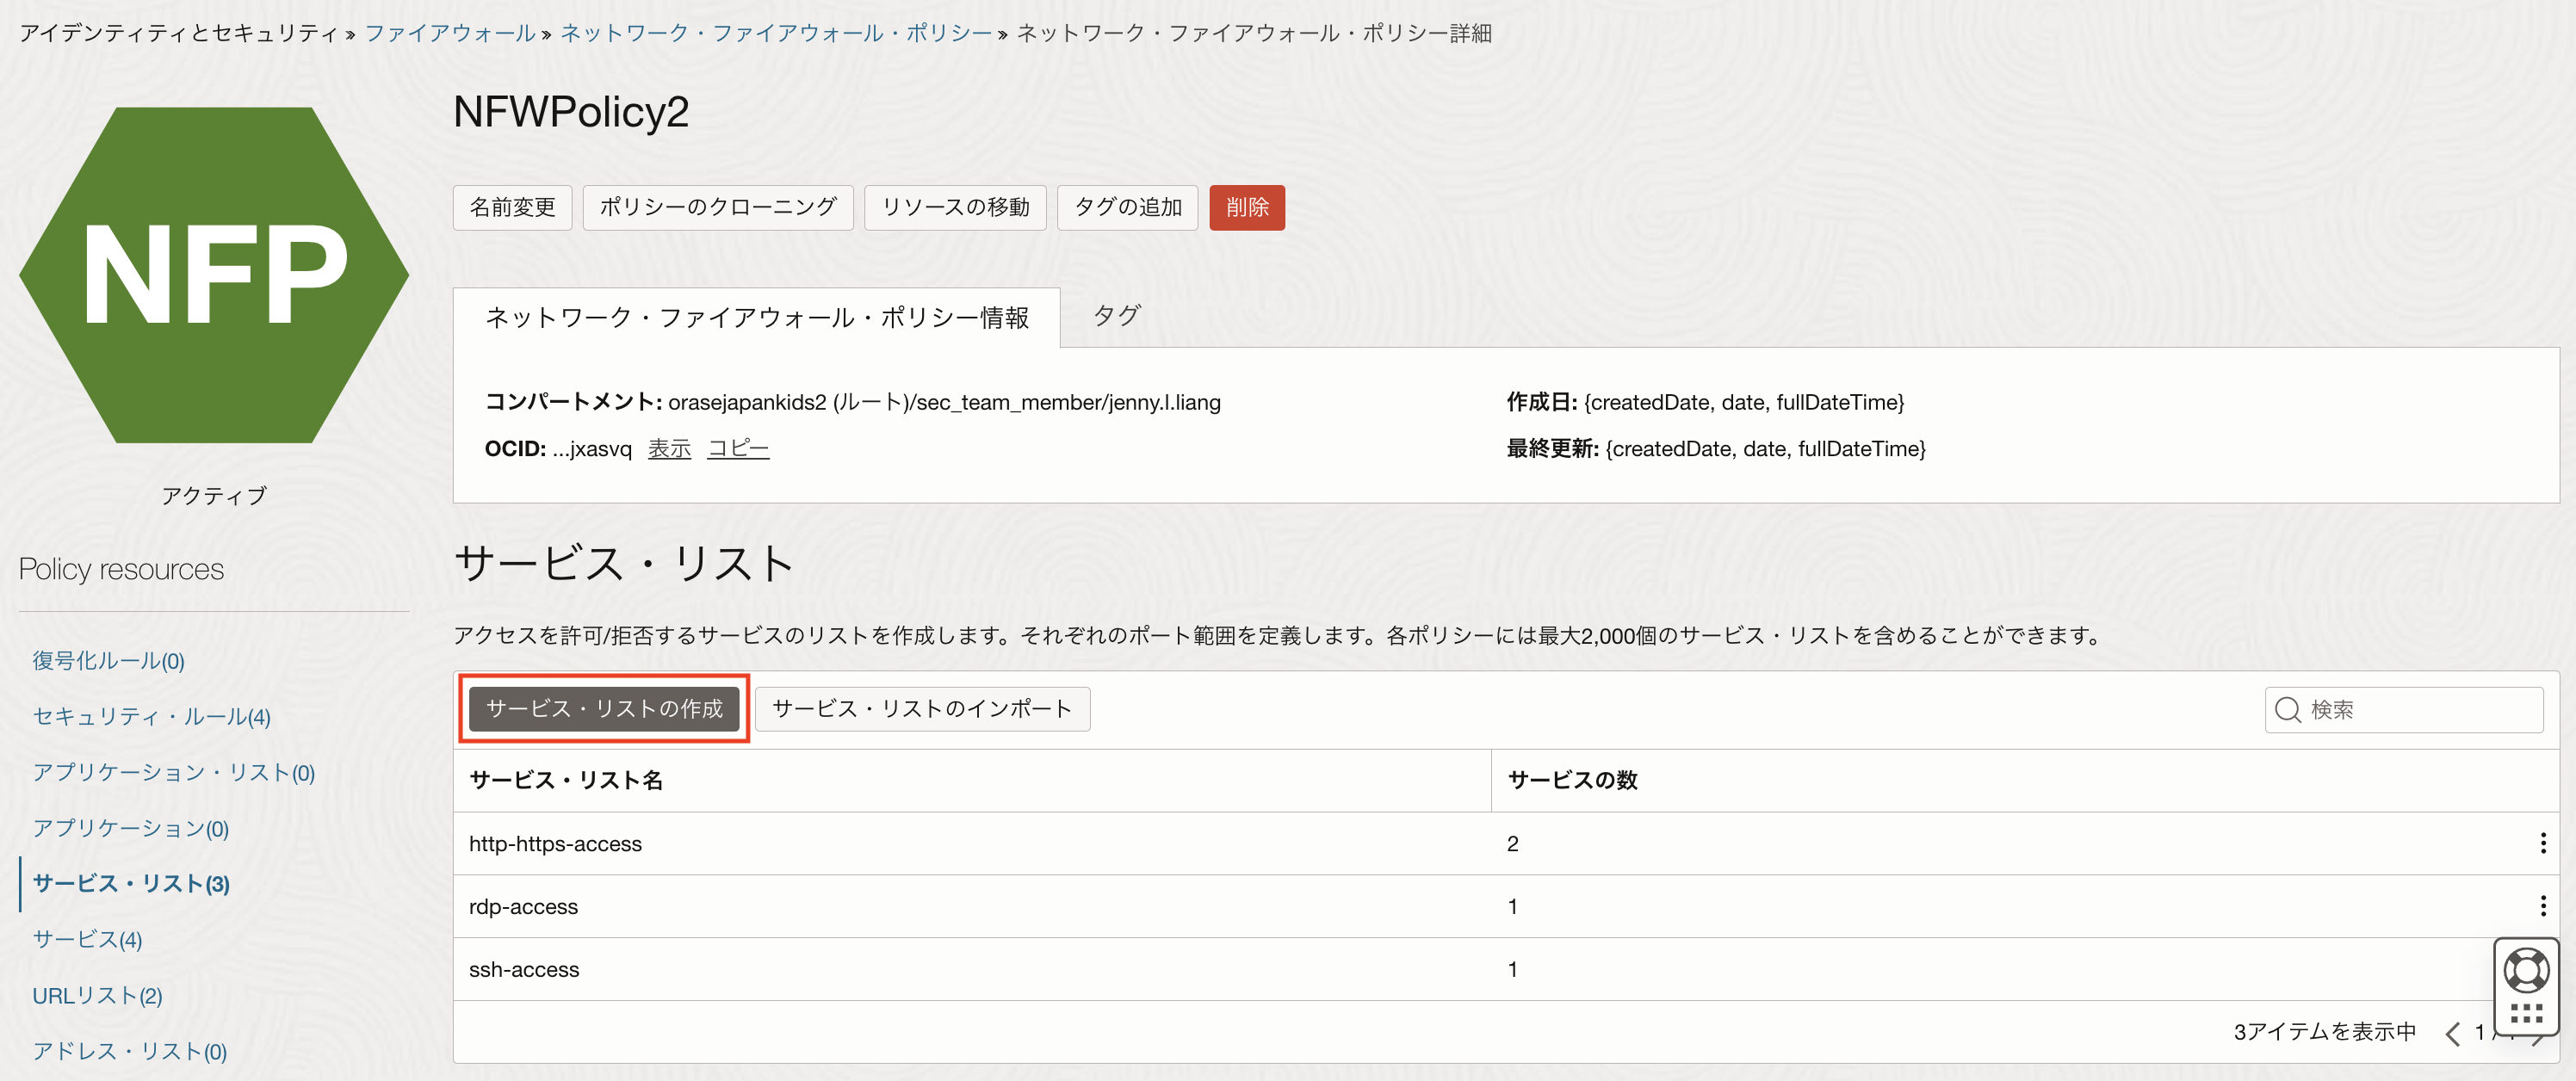 アイデンティティとセキュリティ » ファイアウォール » ネットワーク・ファイアウォール・ポリシー » ネットワーク・ファイアウォール・ポリシー詳細
NFP
アクティブ
NFWPolicy2
名前変更 ポリシーのクローニング リソースの移動 タグの追加 削除
ネットワーク・ファイアウォール・ポリシー情報 タグ
コンパートメント: orasejapankids2 (ルート)/sec_team_member/jenny.l.liang
OCID: ...jxasvq 表示 コピー
作成日: {createdDate, date, fullDateTime}
最終更新: {createdDate, date, fullDateTime}
Policy resources
復号化ルール(0)
セキュリティ・ルール(4)
アプリケーション・リスト(0)
アプリケーション(0)
サービス・リスト(3)
サービス(4)
URLリスト(2)
アドレス・リスト(0)
サービス・リスト
アクセスを許可/拒否するサービスのリストを作成します。それぞれのポート範囲を定義します。各ポリシーには最大2,000個のサービス・リストを含めることができます。
サービス・リストの作成 サービス・リストのインポート 検索
サービス・リスト名 サービスの数
http-https-access 2
rdp-access 1
ssh-access 1
3アイテムを表示中 1 /